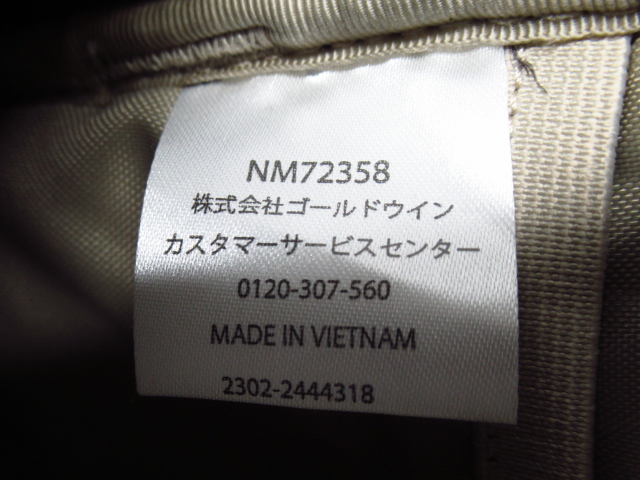 NM72358
株式会社ゴールドウイン
カスタマーサービスセンター
0120-307-560
MADE IN VIETNAM
2302-2444318